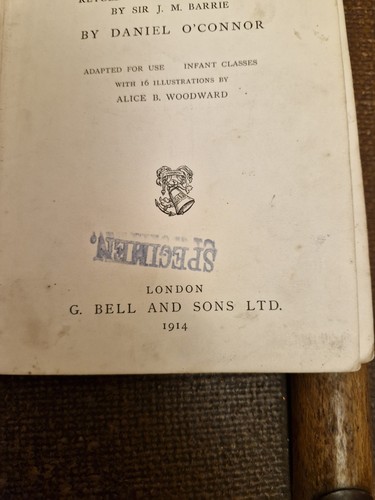 BY SIR J. M. BARRIE
BY DANIEL O'CONNOR
ADAPTED FOR USE INFANT CLASSES
WITH 16 ILLUSTRATIONS BY
ALICE B. WOODWARD
SPECIMEN
LONDON
G. BELL AND SONS LTD.
1914